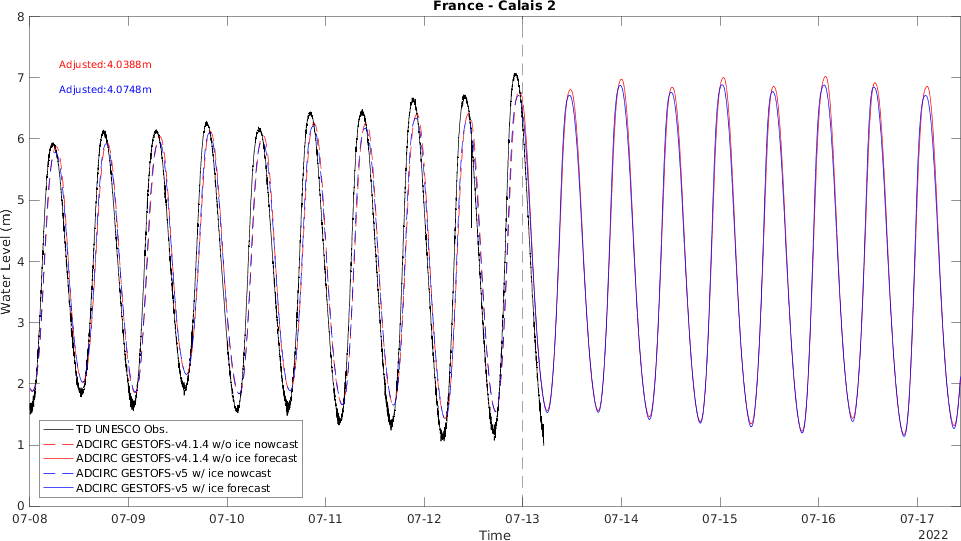 France - Calais 2
8
7
6
5
4
3
2
1
0
Water Level (m)
Adjusted:4.0388m
Adjusted:4.0748m
TD UNESCO Obs.
ADCIRC GESTOFS-v4.1.4 w/o ice nowcast
ADCIRC GESTOFS-v4.1.4 w/o ice forecast
ADCIRC GESTOFS-v5 w/ ice nowcast
ADCIRC GESTOFS-v5 w/ ice forecast
07-08 07-09 07-10 07-11 07-12 07-13 07-14 07-15 07-16 07-17
Time
2022